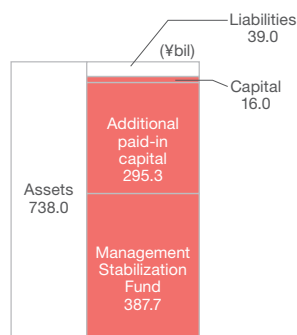 Liabilities
39.0
(¥bil)
Capital
16.0
Additional
paid-in
capital
295.3
Assets
738.0
Management
Stabilization
Fund
387.7